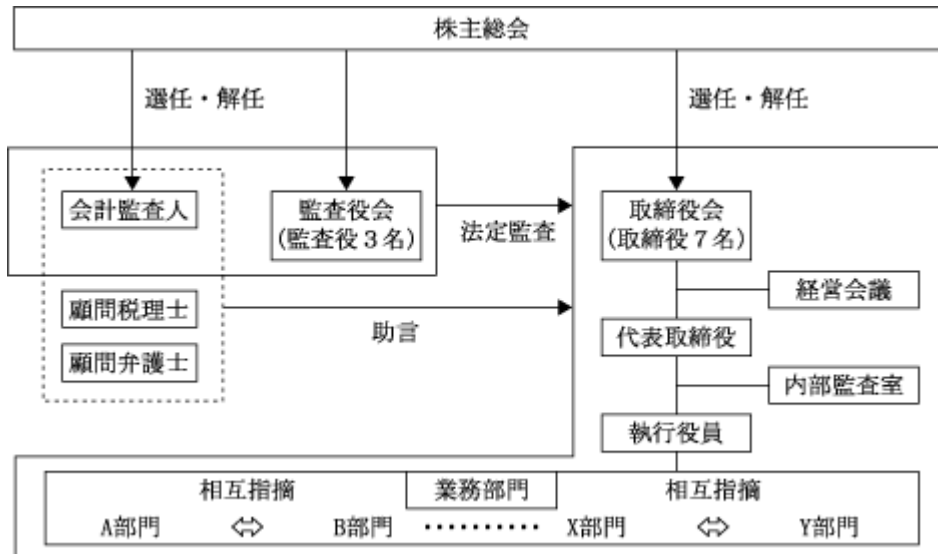 株主総会
選任・解任
選任・解任
会計監査人
監査役会
(監査役3名)
法定監査
取締役会
(取締役7名)
経営会議
顧問税理士
助言
代表取締役
顧問弁護士
内部監査室
執行役員
相互指摘
業務部門
相互指摘
A部門 ⇔ B部門 ・・・・・・・・・・ X部門 ⇔ Y部門